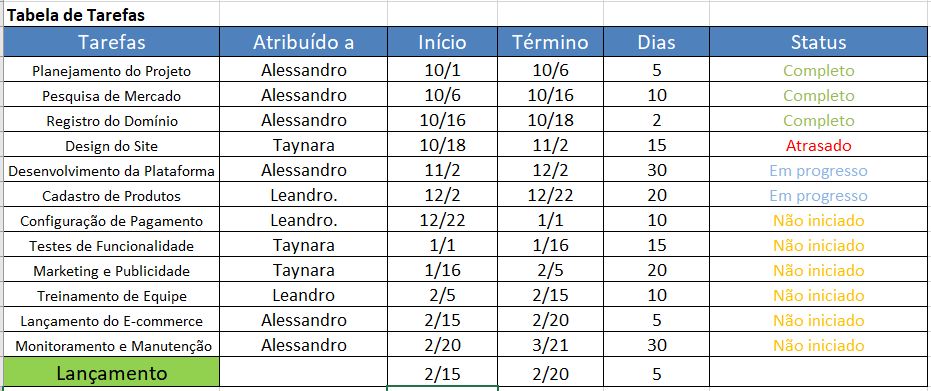 Tabela de Tarefas
Tarefas Atribuído a Início Término Dias Status
Planejamento do Projeto Alessandro 10/1 10/6 5 Completo
Pesquisa de Mercado Alessandro 10/6 10/16 10 Completo
Registro do Domínio Alessandro 10/16 10/18 2 Completo
Design do Site Taynara 10/18 11/2 15 Atrasado
Desenvolvimento da Plataforma Alessandro 11/2 12/2 30 Em progresso
Cadastro de Produtos Leandro. 12/2 12/22 20 Em progresso
Configuração de Pagamento Leandro. 12/22 1/1 10 Não iniciado
Testes de Funcionalidade Taynara 1/1 1/16 15 Não iniciado
Marketing e Publicidade Taynara 1/16 2/5 20 Não iniciado
Treinamento de Equipe Leandro 2/5 2/15 10 Não iniciado
Lançamento do E-commerce Alessandro 2/15 2/20 5 Não iniciado
Monitoramento e Manutenção Alessandro 2/20 3/21 30 Não iniciado
Lançamento 2/15 2/20 5